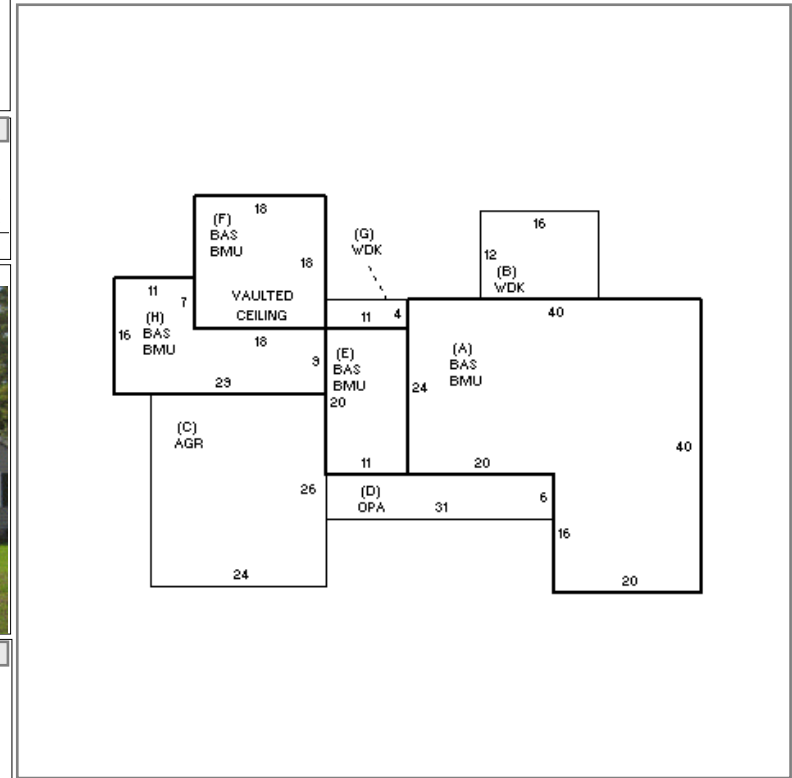 18
(F)
BAS
BMU
18
VAULTED
CEILING
(G)
WDK
16
12
(B)
WDK
11
7
(H)
BAS
BMU
16
18
29
11
4
40
(E)
BAS
BMU
20
9
11
(A)
BAS
BMU
24
40
20
(C)
AGR
26
24
(D)
OPA
31
6
16
20